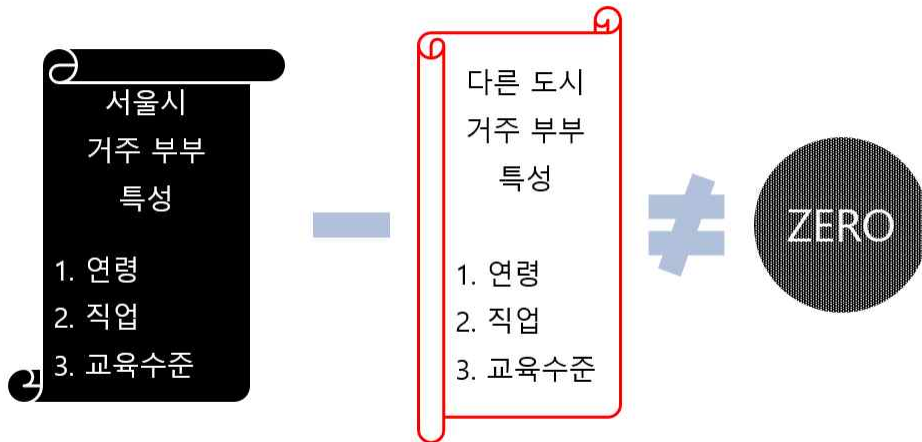 서울시
거주 부부
특성
1. 연령
2. 직업
3. 교육수준
다른 도시
거주 부부
특성
1. 연령
2. 직업
3. 교육수준
≠
ZERO